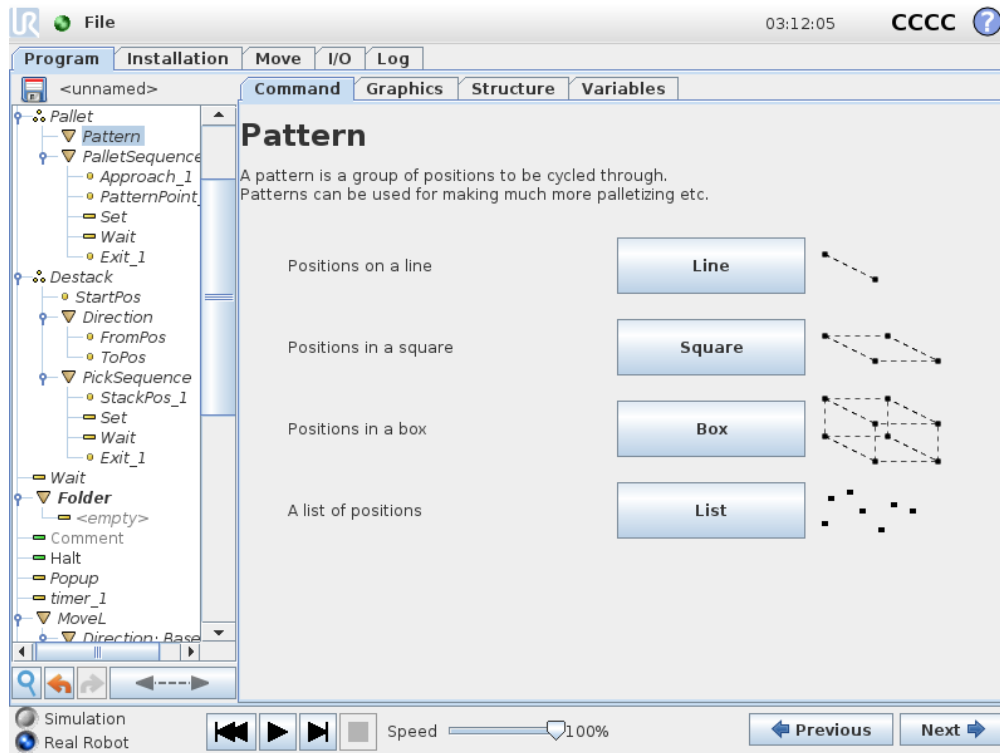 UR File 03:12:05 CCCC ?
Program Installation Move I/O Log
<unnamed>
Command Graphics Structure Variables
Pallet
Pattern
PalletSequence
Approach_1
PatternPoint_
Set
Wait
Exit_1
Destack
StartPos
Direction
FromPos
ToPos
PickSequence
StackPos_1
Set
Wait
Exit_1
Wait
Folder
<empty>
Comment
Halt
Popup
timer_1
MoveL
Direction: Base
Pattern
A pattern is a group of positions to be cycled through.
Patterns can be used for making much more palletizing etc.
Positions on a line Line
Positions in a square Square
Positions in a box Box
A list of positions List
Simulation
Real Robot
Speed 100%
Previous Next